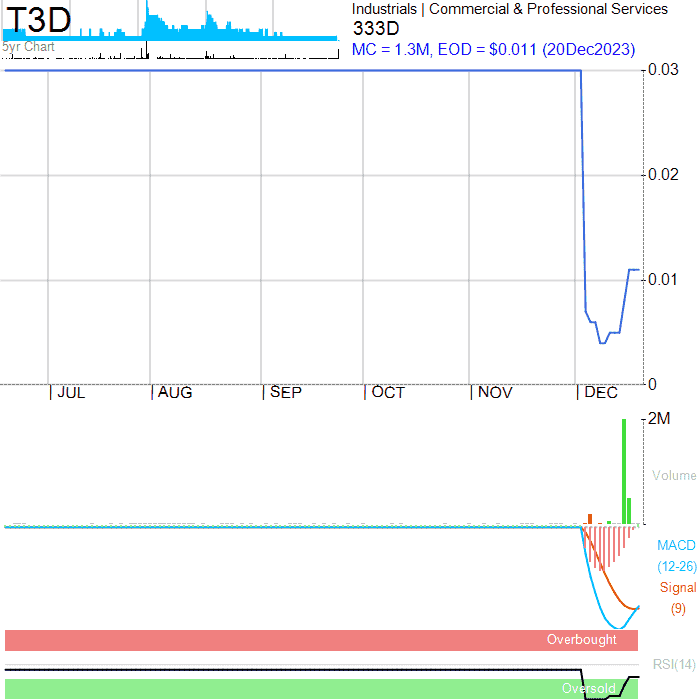 T3D
5yr Chart
Industrials | Commercial & Professional Services
333D
MC = 1.3M, EOD = $0.011 (20Dec2023)
0.03
0.02
0.01
0
JUL AUG SEP OCT NOV DEC
2M
Volume
MACD
(12-26)
Signal
(9)
Overbought
RSI(14)
Oversold